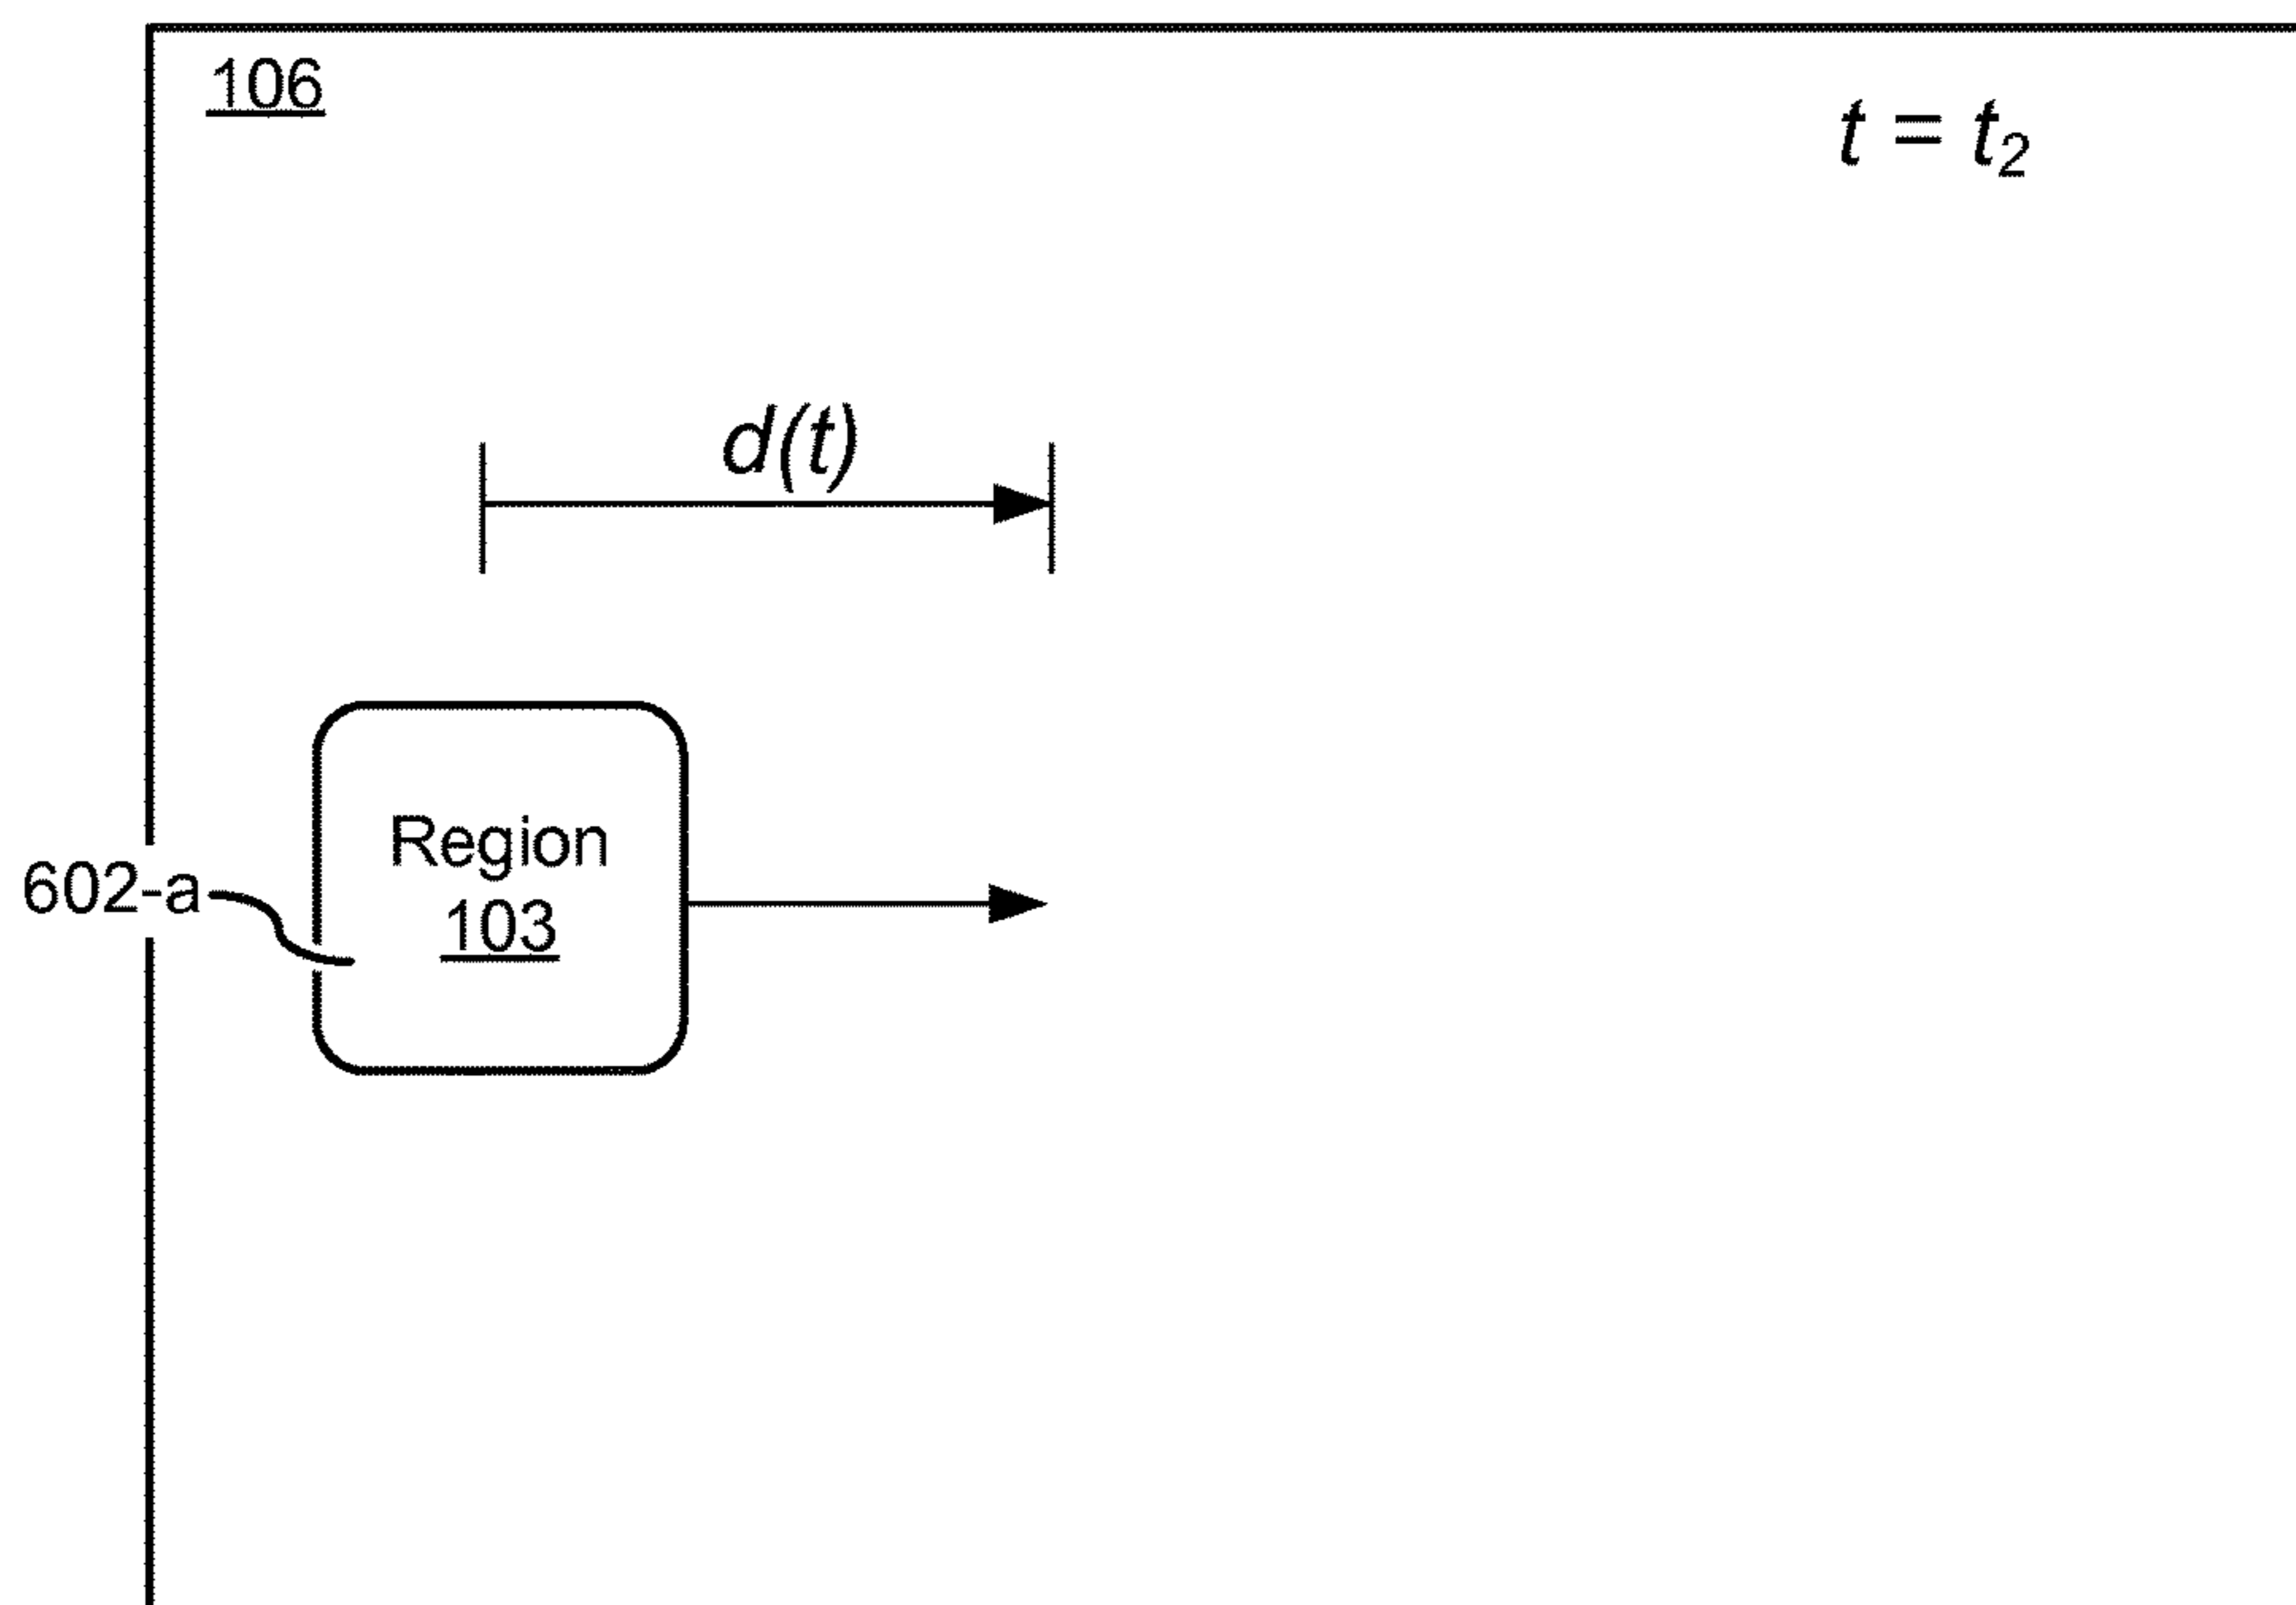 106
t = t₂
d(t)
Region
103
602-a